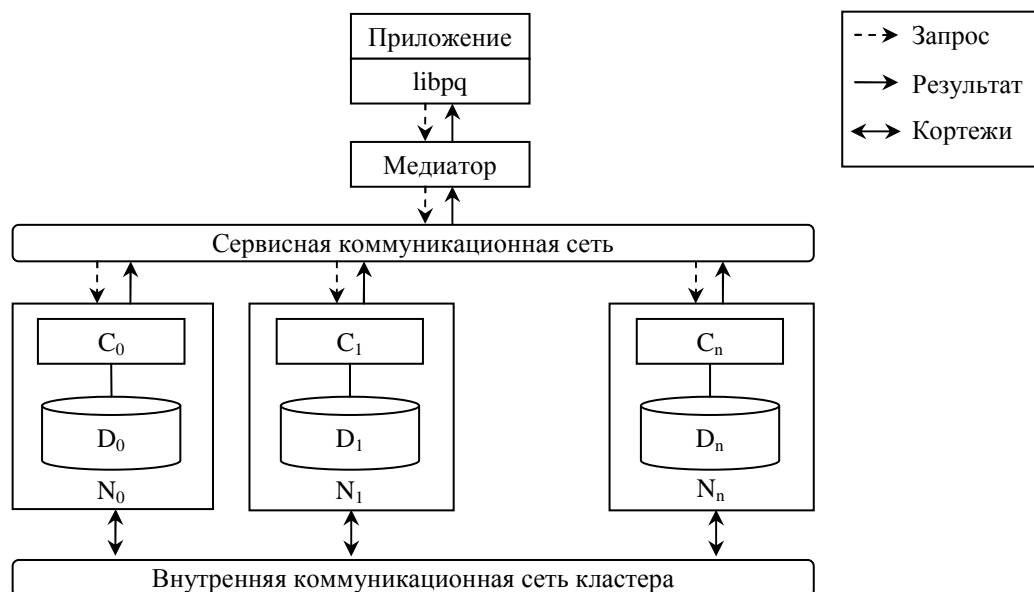 Приложение
libpq
Медиатор
Запрос
Результат
Кортежи
Сервисная коммуникационная сеть
C₀
C₁
Cₙ
D₀
D₁
Dₙ
N₀
N₁
Nₙ
Внутренняя коммуникационная сеть кластера